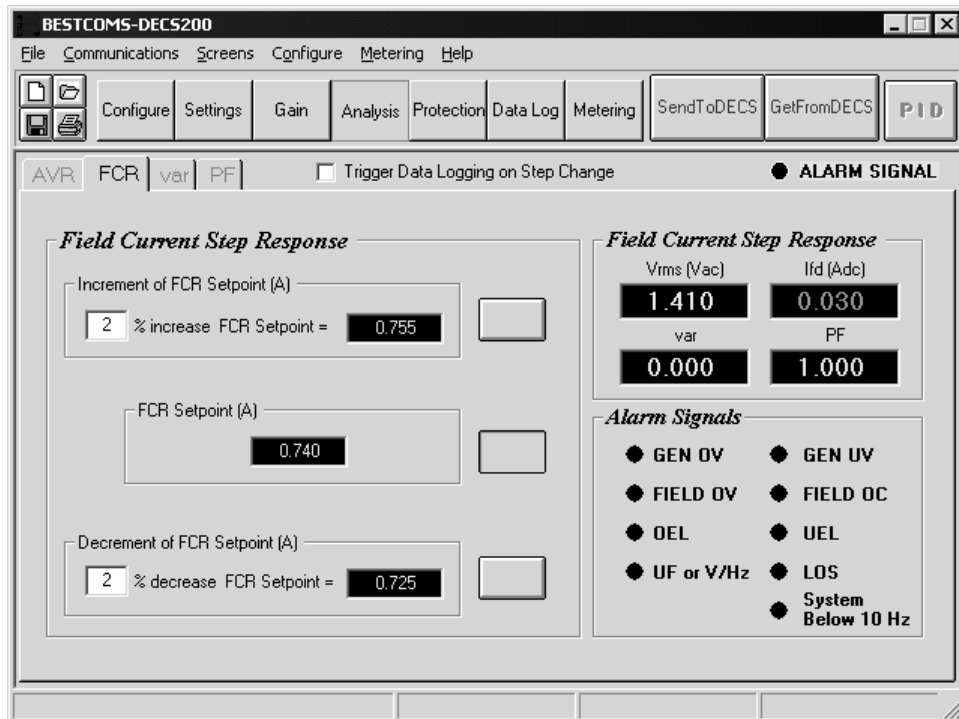 BESTCOMS-DECS200
File Communications Screens Configure Metering Help
Configure Settings Gain Analysis Protection Data Log Metering SendToDECS GetFromDECS PID
AVR FCR var PF Trigger Data Logging on Step Change ALARM SIGNAL
Field Current Step Response
Increment of FCR Setpoint (A)
2 % increase FCR Setpoint = 0.755
FCR Setpoint (A)
0.740
Decrement of FCR Setpoint (A)
2 % decrease FCR Setpoint = 0.725
Field Current Step Response
Vrms (Vac) Ifd (Adc)
1.410 0.030
var PF
0.000 1.000
Alarm Signals
GEN OV GEN UV
FIELD OV FIELD OC
OEL UEL
UF or V/Hz LOS
System
Below 10 Hz